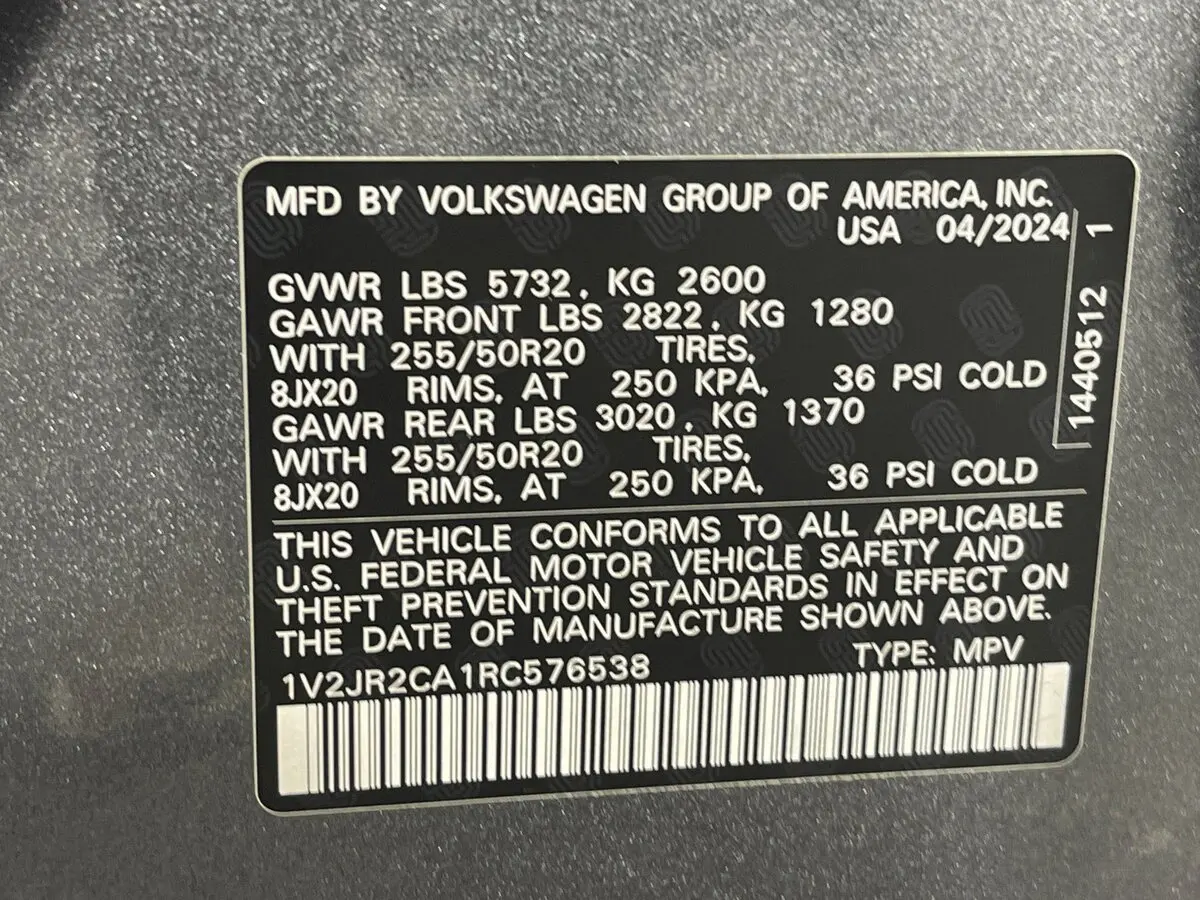 MFD BY VOLKSWAGEN GROUP OF AMERICA, INC.
USA 04/2024
GVWR LBS 5732, KG 2600
GAWR FRONT LBS 2822, KG 1280
WITH 255/50R20 TIRES,
8JX20 RIMS, AT 250 KPA, 36 PSI COLD
GAWR REAR LBS 3020, KG 1370
WITH 255/50R20 TIRES,
8JX20 RIMS, AT 250 KPA, 36 PSI COLD
THIS VEHICLE CONFORMS TO ALL APPLICABLE
U.S. FEDERAL MOTOR VEHICLE SAFETY AND
THEFT PREVENTION STANDARDS IN EFFECT ON
THE DATE OF MANUFACTURE SHOWN ABOVE.
1V2JR2CA1RC576538 TYPE: MPV
1440512 1